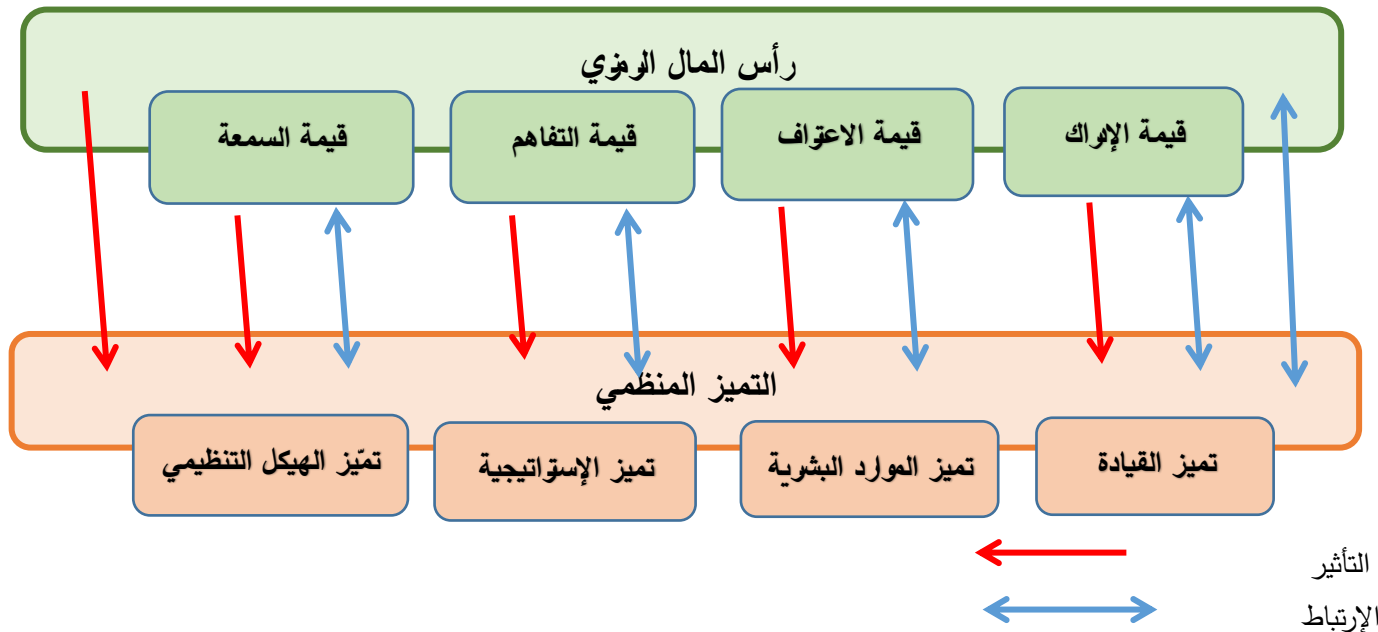 رأس المال الرمزي
قيمة الإدراك
قيمة الاعتراف
قيمة التفاهم
قيمة السمعة
التميز المنظمي
تميز القيادة
تميز الموارد البشرية
تميز الإستراتيجية
تميّز الهيكل التنظيمي
التأثير
الإرتباط